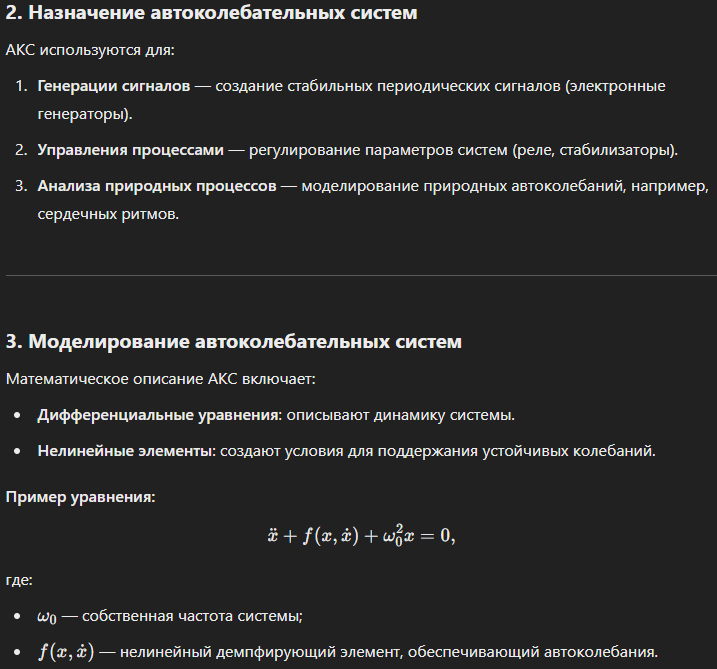 2. Назначение автоколебательных систем
АКС используются для:
1. Генерации сигналов — создание стабильных периодических сигналов (электронные
генераторы).
2. Управления процессами — регулирование параметров систем (реле, стабилизаторы).
3. Анализа природных процессов — моделирование природных автоколебаний, например,
сердечных ритмов.
3. Моделирование автоколебательных систем
Математическое описание АКС включает:
• Дифференциальные уравнения: описывают динамику системы.
• Нелинейные элементы: создают условия для поддержания устойчивых колебаний.
Пример уравнения:
ẍ + f(x, ẋ) + ω₀²x = 0,
где:
• ω₀ — собственная частота системы;
• f(x, ẋ) — нелинейный демпфирующий элемент, обеспечивающий автоколебания.